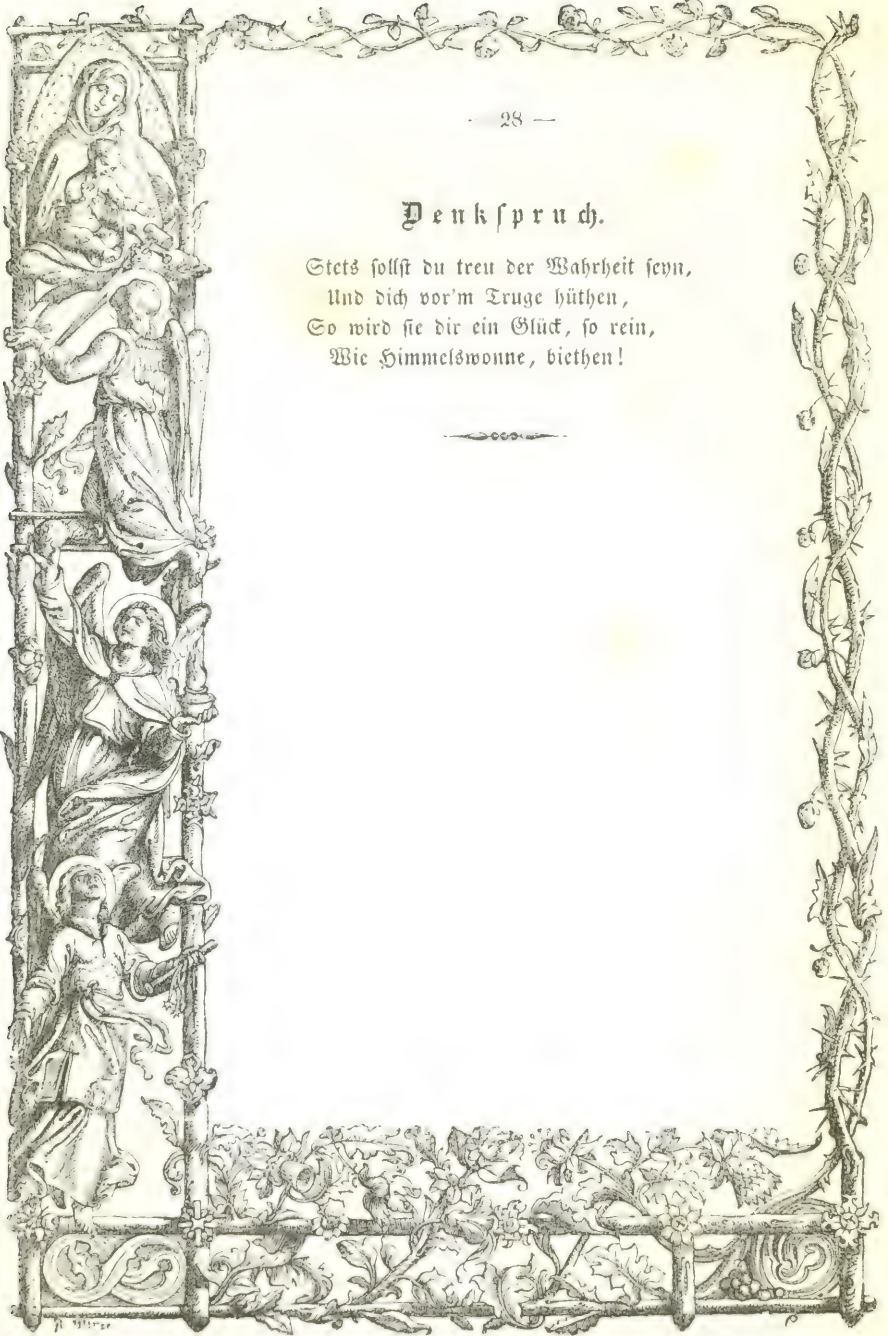 — 28 —
Denkspruch.
Stets sollst du treu der Wahrheit seyn,
Und dich vor'm Truge hüthen,
So wird sie dir ein Glück, so rein,
Wie Himmelswonne, biethen!